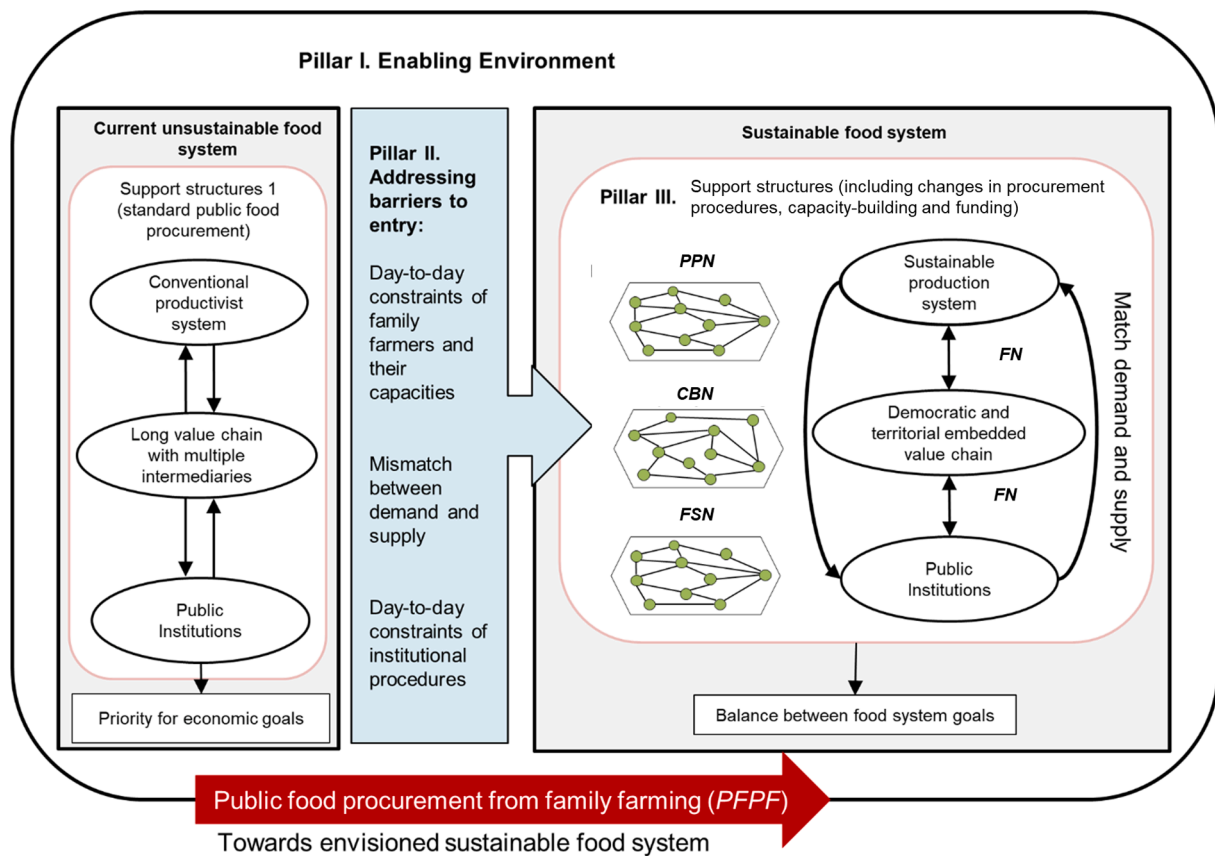 Pillar I. Enabling Environment
Current unsustainable food
system
Support structures 1
(standard public food
procurement)
Conventional
productivist
system
Long value chain
with multiple
intermediaries
Public
Institutions
Priority for economic goals
Pillar II.
Addressing
barriers to
entry:
Day-to-day
constraints of
family
farmers and
their
capacities
Mismatch
between
demand and
supply
Day-to-day
constraints of
institutional
procedures
Sustainable food system
Pillar III.
Support structures (including changes in procurement
procedures, capacity-building and funding)
PPN
CBN
FSN
Sustainable
production
system
FN
Democratic and
territorial embedded
value chain
FN
Public
Institutions
Match demand and supply
Balance between food system goals
Public food procurement from family farming (PFPF)
Towards envisioned sustainable food system